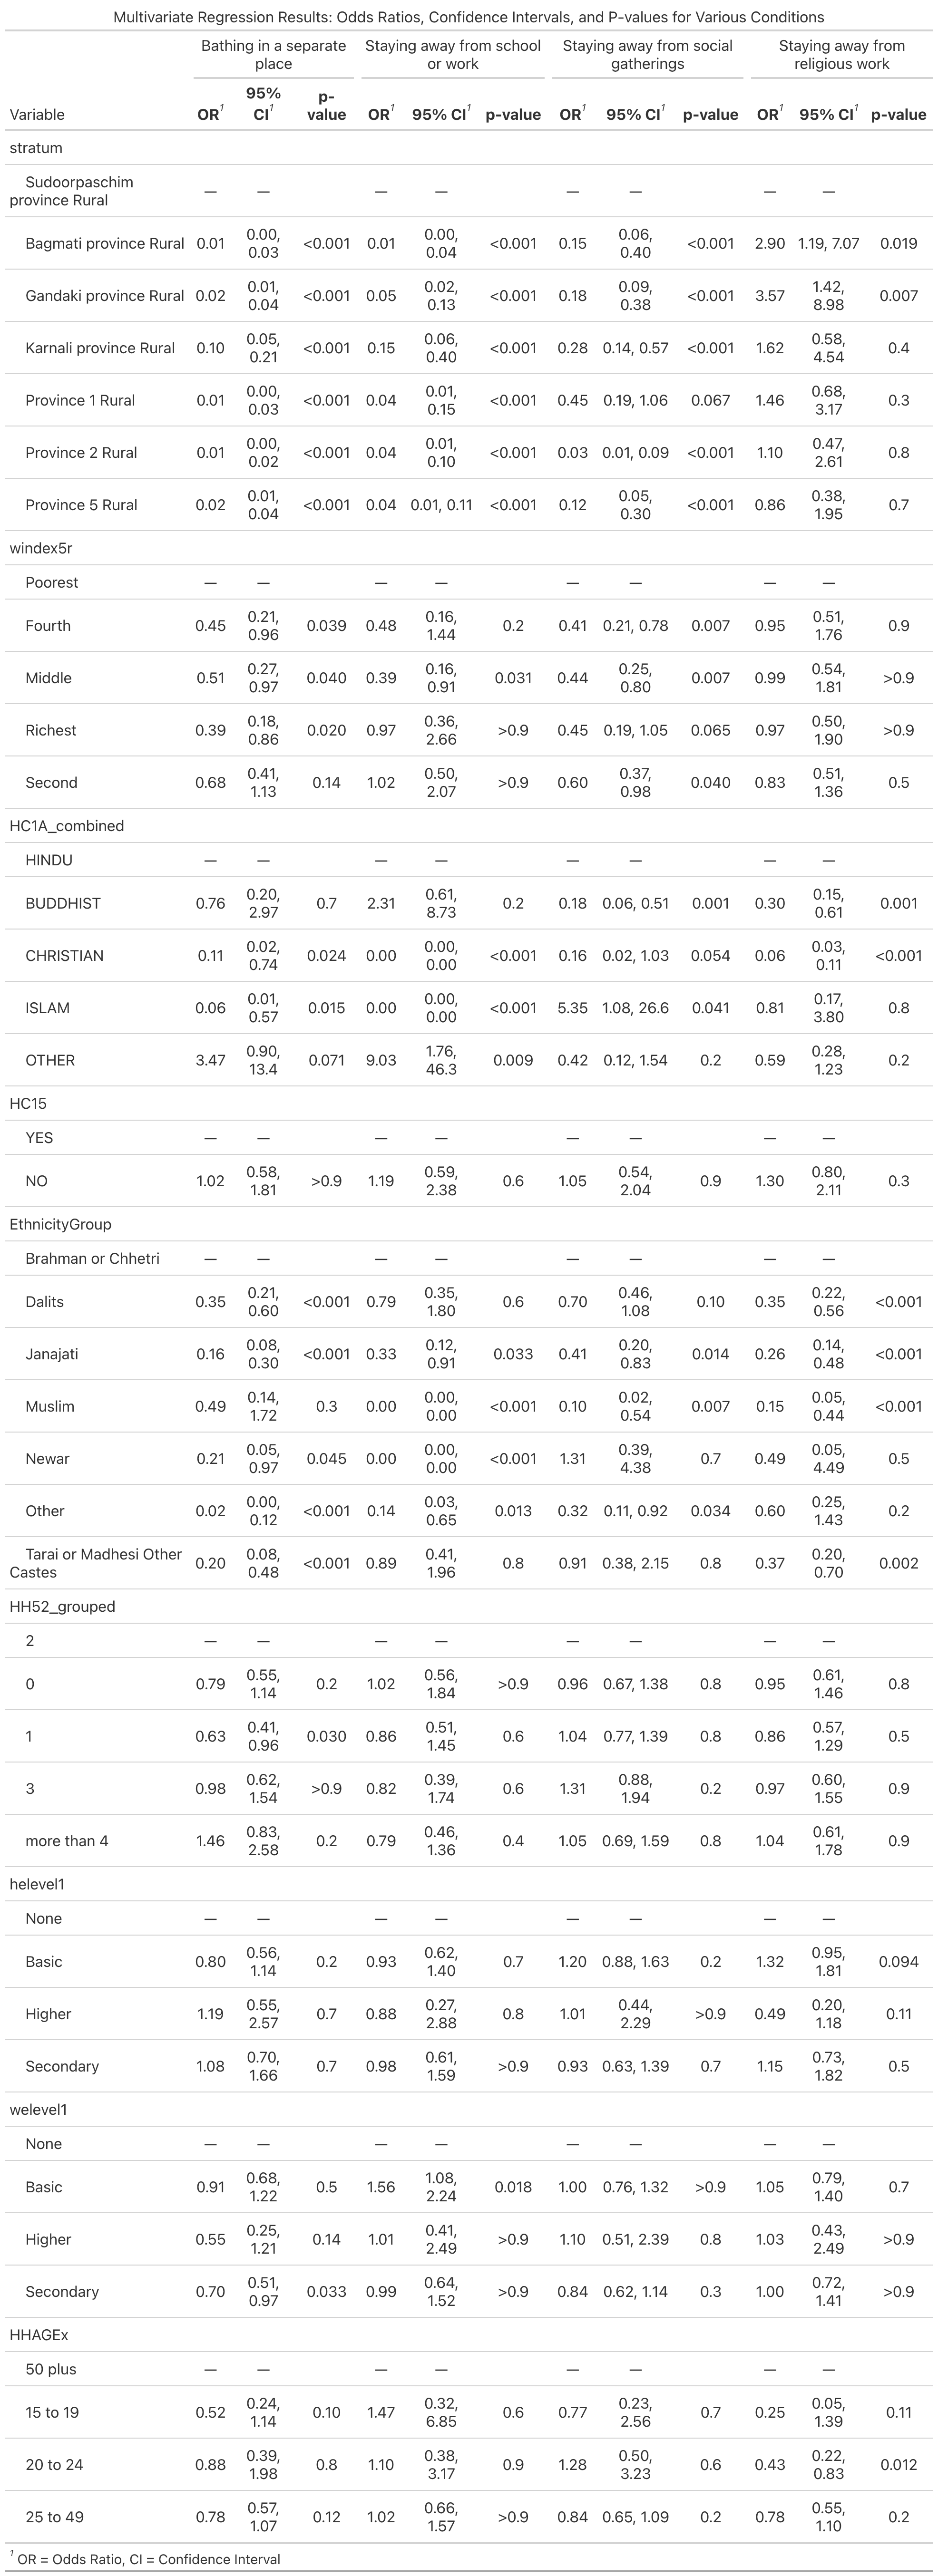 Multivariate Regression Results: Odds Ratios, Confidence Intervals, and P-values for Various Conditions
Bathing in a separate place | Staying away from school or work | Staying away from social gatherings | Staying away from religious work
Variable | OR1 | 95% CI1 | p-value | OR1 | 95% CI1 | p-value | OR1 | 95% CI1 | p-value | OR1 | 95% CI1 | p-value
stratum
Sudoorpaschim province Rural | — | — | — | — | — | — | — | —
Bagmati province Rural | 0.01 | 0.00, 0.03 | <0.001 | 0.01 | 0.00, 0.04 | <0.001 | 0.15 | 0.06, 0.40 | <0.001 | 2.90 | 1.19, 7.07 | 0.019
Gandaki province Rural | 0.02 | 0.01, 0.04 | <0.001 | 0.05 | 0.02, 0.13 | <0.001 | 0.18 | 0.09, 0.38 | <0.001 | 3.57 | 1.42, 8.98 | 0.007
Karnali province Rural | 0.10 | 0.05, 0.21 | <0.001 | 0.15 | 0.06, 0.40 | <0.001 | 0.28 | 0.14, 0.57 | <0.001 | 1.62 | 0.58, 4.54 | 0.4
Province 1 Rural | 0.01 | 0.00, 0.03 | <0.001 | 0.04 | 0.01, 0.15 | <0.001 | 0.45 | 0.19, 1.06 | 0.067 | 1.46 | 0.68, 3.17 | 0.3
Province 2 Rural | 0.01 | 0.00, 0.02 | <0.001 | 0.04 | 0.01, 0.10 | <0.001 | 0.03 | 0.01, 0.09 | <0.001 | 1.10 | 0.47, 2.61 | 0.8
Province 5 Rural | 0.02 | 0.01, 0.04 | <0.001 | 0.04 | 0.01, 0.11 | <0.001 | 0.12 | 0.05, 0.30 | <0.001 | 0.86 | 0.38, 1.95 | 0.7
windex5r
Poorest | — | — | — | — | — | — | — | —
Fourth | 0.45 | 0.21, 0.96 | 0.039 | 0.48 | 0.16, 1.44 | 0.2 | 0.41 | 0.21, 0.78 | 0.007 | 0.95 | 0.51, 1.76 | 0.9
Middle | 0.51 | 0.27, 0.97 | 0.040 | 0.39 | 0.16, 0.91 | 0.031 | 0.44 | 0.25, 0.80 | 0.007 | 0.99 | 0.54, 1.81 | >0.9
Richest | 0.39 | 0.18, 0.86 | 0.020 | 0.97 | 0.36, 2.66 | >0.9 | 0.45 | 0.19, 1.05 | 0.065 | 0.97 | 0.50, 1.90 | >0.9
Second | 0.68 | 0.41, 1.13 | 0.14 | 1.02 | 0.50, 2.07 | >0.9 | 0.60 | 0.37, 0.98 | 0.040 | 0.83 | 0.51, 1.36 | 0.5
HC1A_combined
HINDU | — | — | — | — | — | — | — | —
BUDDHIST | 0.76 | 0.20, 2.97 | 0.7 | 2.31 | 0.61, 8.73 | 0.2 | 0.18 | 0.06, 0.51 | 0.001 | 0.30 | 0.15, 0.61 | 0.001
CHRISTIAN | 0.11 | 0.02, 0.74 | 0.024 | 0.00 | 0.00, 0.00 | <0.001 | 0.16 | 0.02, 1.03 | 0.054 | 0.06 | 0.03, 0.11 | <0.001
ISLAM | 0.06 | 0.01, 0.57 | 0.015 | 0.00 | 0.00, 0.00 | <0.001 | 5.35 | 1.08, 26.6 | 0.041 | 0.81 | 0.17, 3.80 | 0.8
OTHER | 3.47 | 0.90, 13.4 | 0.071 | 9.03 | 1.76, 46.3 | 0.009 | 0.42 | 0.12, 1.54 | 0.2 | 0.59 | 0.28, 1.23 | 0.2
HC15
YES | — | — | — | — | — | — | — | —
NO | 1.02 | 0.58, 1.81 | >0.9 | 1.19 | 0.59, 2.38 | 0.6 | 1.05 | 0.54, 2.04 | 0.9 | 1.30 | 0.80, 2.11 | 0.3
EthnicityGroup
Brahman or Chhetri | — | — | — | — | — | — | — | —
Dalits | 0.35 | 0.21, 0.60 | <0.001 | 0.79 | 0.35, 1.80 | 0.6 | 0.70 | 0.46, 1.08 | 0.10 | 0.35 | 0.22, 0.56 | <0.001
Janajati | 0.16 | 0.08, 0.30 | <0.001 | 0.33 | 0.12, 0.91 | 0.033 | 0.41 | 0.20, 0.83 | 0.014 | 0.26 | 0.14, 0.48 | <0.001
Muslim | 0.49 | 0.14, 1.72 | 0.3 | 0.00 | 0.00, 0.00 | <0.001 | 0.10 | 0.02, 0.54 | 0.007 | 0.15 | 0.05, 0.44 | <0.001
Newar | 0.21 | 0.05, 0.97 | 0.045 | 0.00 | 0.00, 0.00 | <0.001 | 1.31 | 0.39, 4.38 | 0.7 | 0.49 | 0.05, 4.49 | 0.5
Other | 0.02 | 0.00, 0.12 | <0.001 | 0.14 | 0.03, 0.65 | 0.013 | 0.32 | 0.11, 0.92 | 0.034 | 0.60 | 0.25, 1.43 | 0.2
Tarai or Madhesi Other Castes | 0.20 | 0.08, 0.48 | <0.001 | 0.89 | 0.41, 1.96 | 0.8 | 0.91 | 0.38, 2.15 | 0.8 | 0.37 | 0.20, 0.70 | 0.002
HH52_grouped
2 | — | — | — | — | — | — | — | —
0 | 0.79 | 0.55, 1.14 | 0.2 | 1.02 | 0.56, 1.84 | >0.9 | 0.96 | 0.67, 1.38 | 0.8 | 0.95 | 0.61, 1.46 | 0.8
1 | 0.63 | 0.41, 0.96 | 0.030 | 0.86 | 0.51, 1.45 | 0.6 | 1.04 | 0.77, 1.39 | 0.8 | 0.86 | 0.57, 1.29 | 0.5
3 | 0.98 | 0.62, 1.54 | >0.9 | 0.82 | 0.39, 1.74 | 0.6 | 1.31 | 0.88, 1.94 | 0.2 | 0.97 | 0.60, 1.55 | 0.9
more than 4 | 1.46 | 0.83, 2.58 | 0.2 | 0.79 | 0.46, 1.36 | 0.4 | 1.05 | 0.69, 1.59 | 0.8 | 1.04 | 0.61, 1.78 | 0.9
helevel1
None | — | — | — | — | — | — | — | —
Basic | 0.80 | 0.56, 1.14 | 0.2 | 0.93 | 0.62, 1.40 | 0.7 | 1.20 | 0.88, 1.63 | 0.2 | 1.32 | 0.95, 1.81 | 0.094
Higher | 1.19 | 0.55, 2.57 | 0.7 | 0.88 | 0.27, 2.88 | 0.8 | 1.01 | 0.44, 2.29 | >0.9 | 0.49 | 0.20, 1.18 | 0.11
Secondary | 1.08 | 0.70, 1.66 | 0.7 | 0.98 | 0.61, 1.59 | >0.9 | 0.93 | 0.63, 1.39 | 0.7 | 1.15 | 0.73, 1.82 | 0.5
welevel1
None | — | — | — | — | — | — | — | —
Basic | 0.91 | 0.68, 1.22 | 0.5 | 1.56 | 1.08, 2.24 | 0.018 | 1.00 | 0.76, 1.32 | >0.9 | 1.05 | 0.79, 1.40 | 0.7
Higher | 0.55 | 0.25, 1.21 | 0.14 | 1.01 | 0.41, 2.49 | >0.9 | 1.10 | 0.51, 2.39 | 0.8 | 1.03 | 0.43, 2.49 | >0.9
Secondary | 0.70 | 0.51, 0.97 | 0.033 | 0.99 | 0.64, 1.52 | >0.9 | 0.84 | 0.62, 1.14 | 0.3 | 1.00 | 0.72, 1.41 | >0.9
HHAGEx
50 plus | — | — | — | — | — | — | — | —
15 to 19 | 0.52 | 0.24, 1.14 | 0.10 | 1.47 | 0.32, 6.85 | 0.6 | 0.77 | 0.23, 2.56 | 0.7 | 0.25 | 0.05, 1.39 | 0.11
20 to 24 | 0.88 | 0.39, 1.98 | 0.8 | 1.10 | 0.38, 3.17 | 0.9 | 1.28 | 0.50, 3.23 | 0.6 | 0.43 | 0.22, 0.83 | 0.012
25 to 49 | 0.78 | 0.57, 1.07 | 0.12 | 1.02 | 0.66, 1.57 | >0.9 | 0.84 | 0.65, 1.09 | 0.2 | 0.78 | 0.55, 1.10 | 0.2
1 OR = Odds Ratio, CI = Confidence Interval